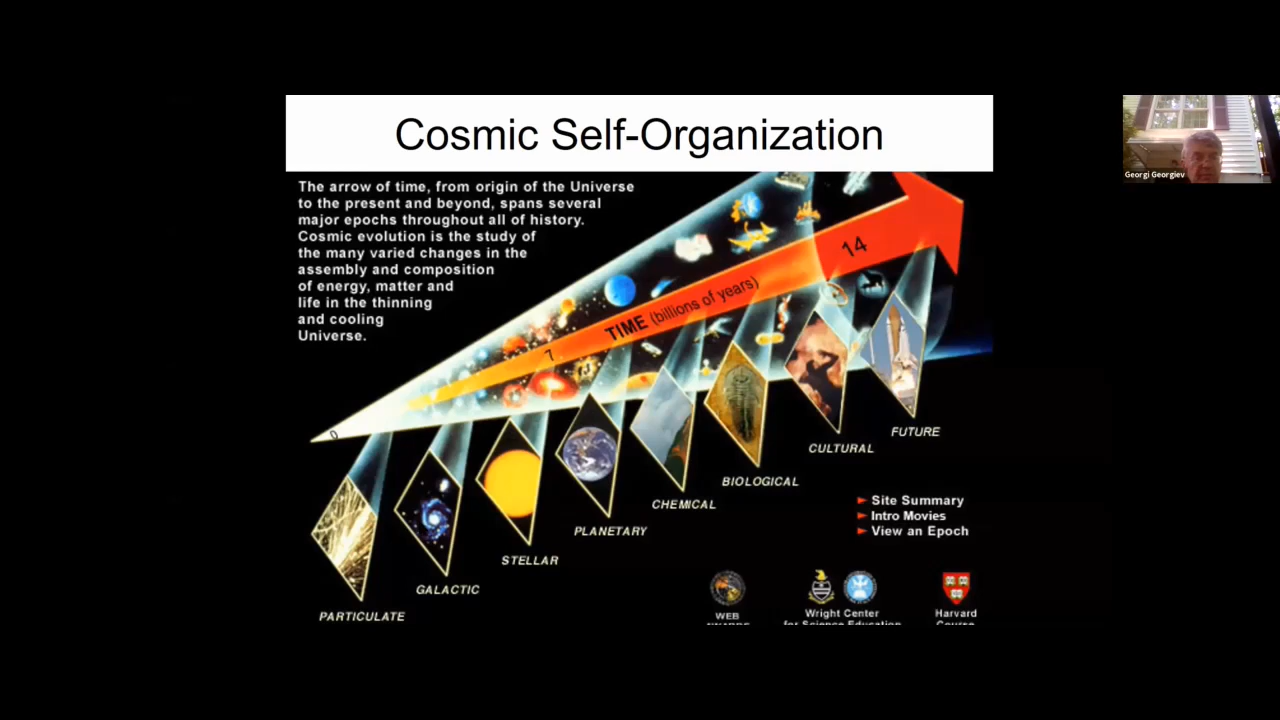 Cosmic Self-Organization
Georgi Georgiev
The arrow of time, from origin of the Universe
to the present and beyond, spans several
major epochs throughout all of history.
Cosmic evolution is the study of
the many varied changes in the
assembly and composition
of energy, matter and
life in the thinning
and cooling
Universe.
0
7
TIME (billions of years)
14
PARTICULATE
GALACTIC
STELLAR
PLANETARY
CHEMICAL
BIOLOGICAL
CULTURAL
FUTURE
Site Summary
Intro Movies
View an Epoch
WEB
Wright Center
for Science Education
Harvard